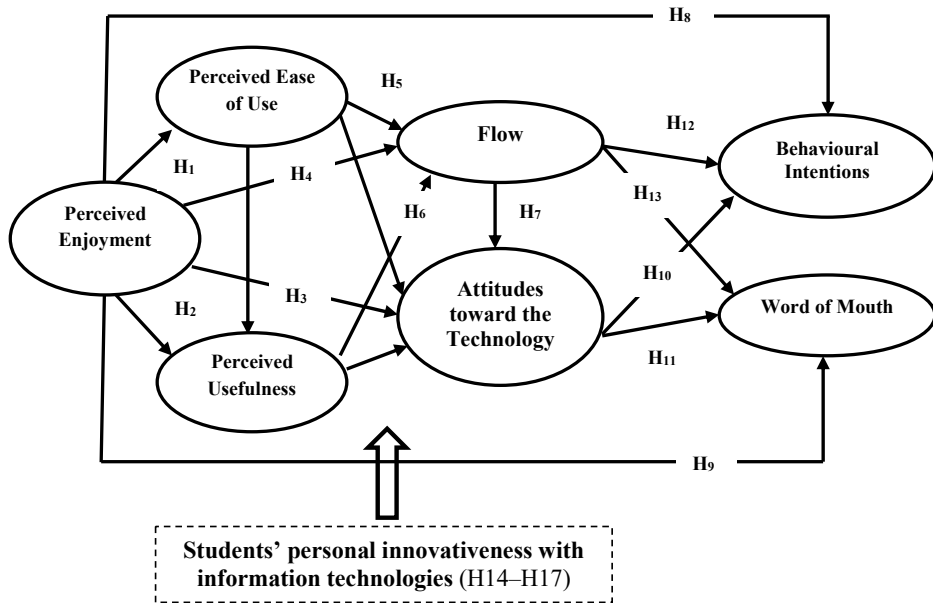 H8
Perceived Ease
of Use
H5
Flow
H12
Behavioural
Intentions
H1
H4
H13
Perceived
Enjoyment
H6
H7
H3
H10
H2
Attitudes
toward the
Technology
Word of Mouth
Perceived
Usefulness
H11
H9
Students’ personal innovativeness with
information technologies (H14–H17)